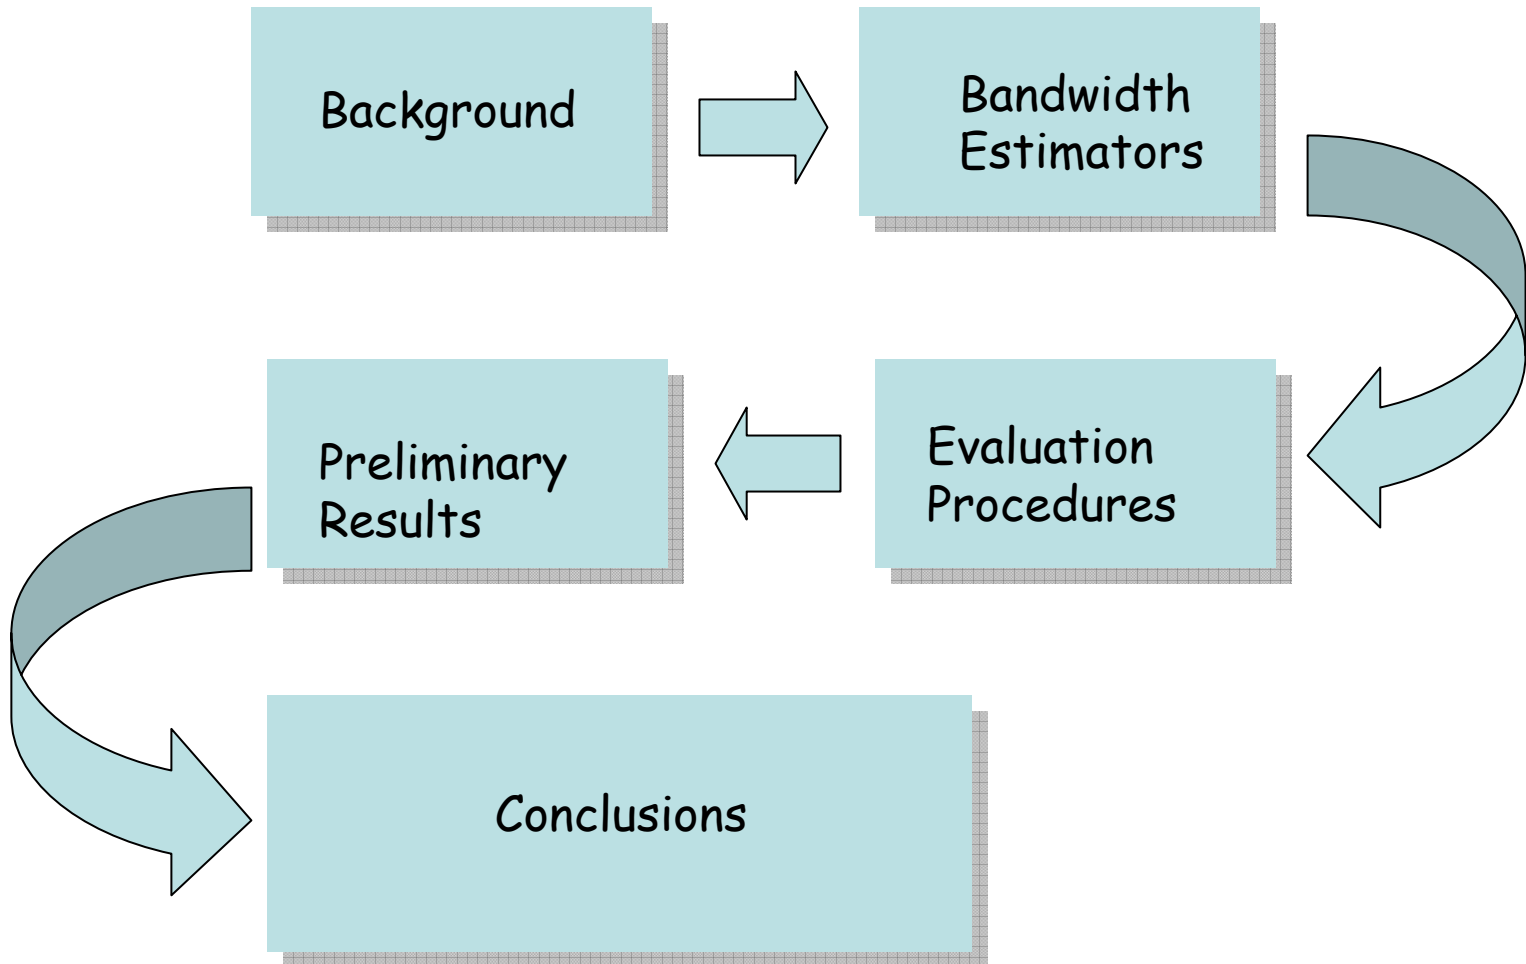 Background
Bandwidth
Estimators
Evaluation
Procedures
Preliminary
Results
Conclusions